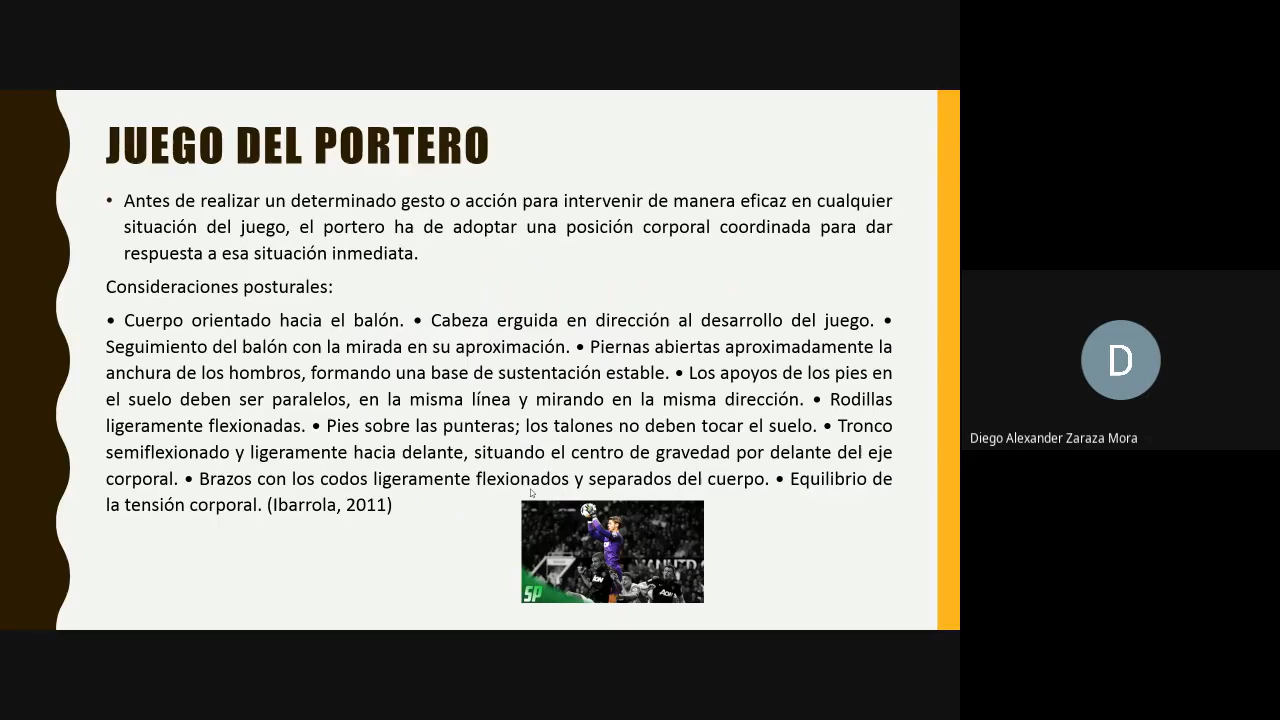 JUEGO DEL PORTERO
• Antes de realizar un determinado gesto o acción para intervenir de manera eficaz en cualquier
situación del juego, el portero ha de adoptar una posición corporal coordinada para dar
respuesta a esa situación inmediata.
Consideraciones posturales:
• Cuerpo orientado hacia el balón. • Cabeza erguida en dirección al desarrollo del juego. •
Seguimiento del balón con la mirada en su aproximación. • Piernas abiertas aproximadamente la
anchura de los hombros, formando una base de sustentación estable. • Los apoyos de los pies en
el suelo deben ser paralelos, en la misma línea y mirando en la misma dirección. • Rodillas
ligeramente flexionadas. • Pies sobre las punteras; los talones no deben tocar el suelo. • Tronco
semiflexionado y ligeramente hacia delante, situando el centro de gravedad por delante del eje
corporal. • Brazos con los codos ligeramente flexionados y separados del cuerpo. • Equilibrio de
la tensión corporal. (Ibarrola, 2011)
AON
AON
SP
D
Diego Alexander Zaraza Mora